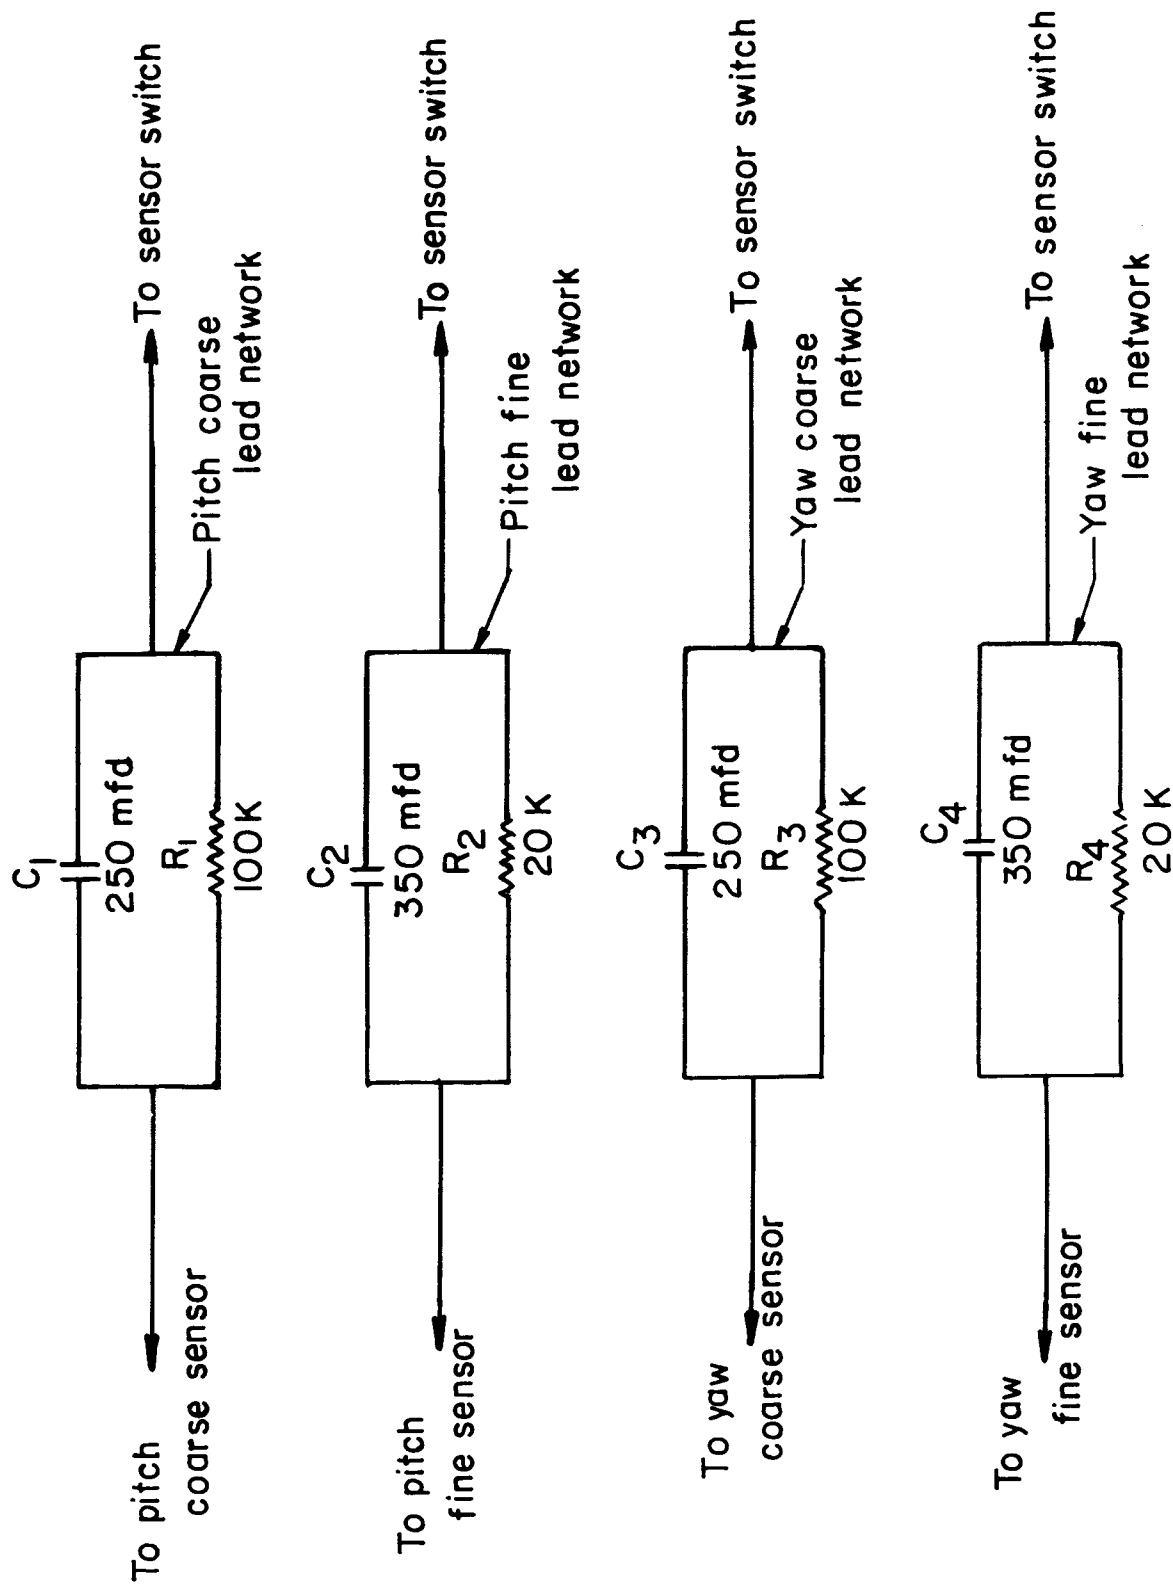 To pitch
coarse sensor
C1
250 mfd
R1
100K
To sensor switch
Pitch coarse
lead network
To pitch
fine sensor
C2
350 mfd
R2
20 K
To sensor switch
Pitch fine
lead network
To yaw
coarse sensor
C3
250 mfd
R3
100 K
To sensor switch
Yaw coarse
lead network
To yaw
fine sensor
C4
350 mfd
R4
20 K
To sensor switch
Yaw fine
lead network